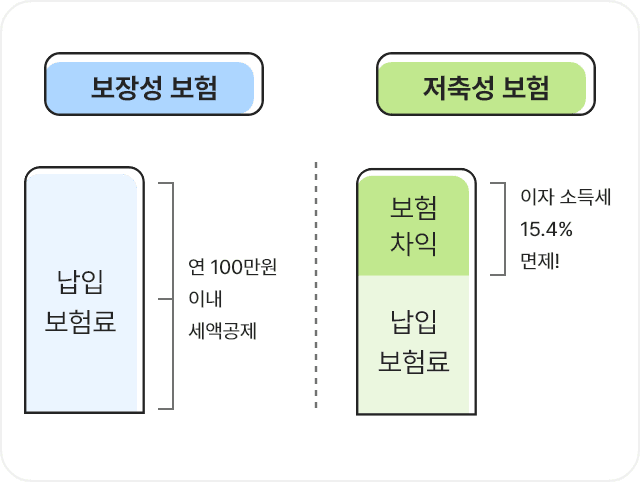 보장성 보험
납입
보험료
연 100만원
이내
세액공제
저축성 보험
보험
차익
납입
보험료
이자 소득세
15.4%
면제!